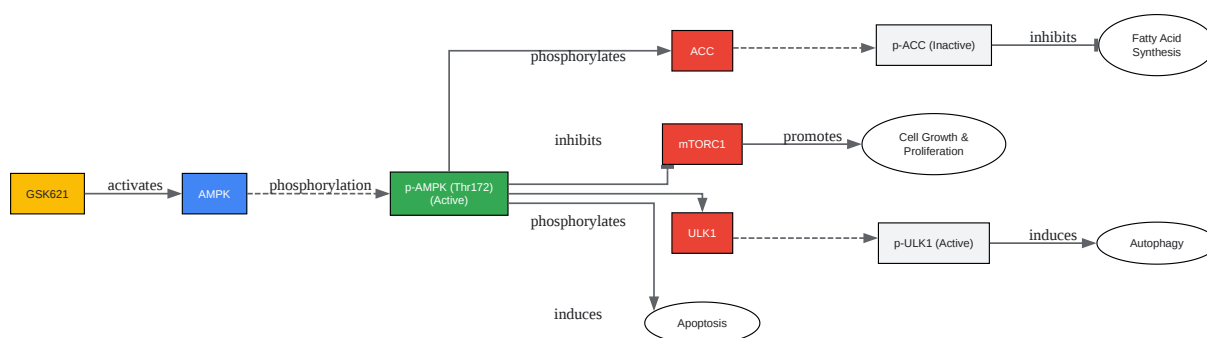 phosphorylates
ACC
p-ACC (Inactive)
inhibits
Fatty Acid
Synthesis
inhibits
mTORC1
promotes
Cell Growth &
Proliferation
GSK621
activates
AMPK
phosphorylation
p-AMPK (Thr172)
(Active)
phosphorylates
ULK1
p-ULK1 (Active)
induces
Autophagy
induces
Apoptosis